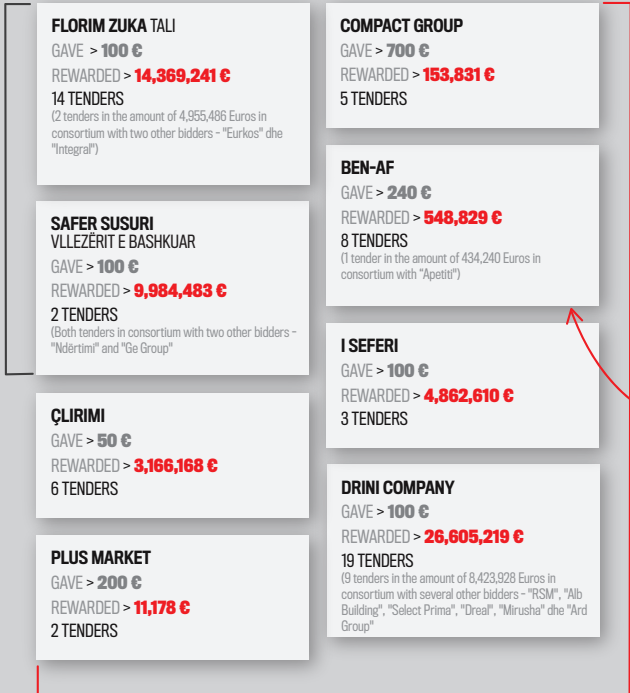 FLORIM ZUKA TALI
GAVE > 100 €
REWARDED > 14,369,241 €
14 TENDERS
(2 tenders in the amount of 4,955,486 Euros in
consortium with two other bidders - "Eurkos" dhe
"Integral")
SAFER SUSURI
VLLEZËRIT E BASHKUAR
GAVE > 100 €
REWARDED > 9,984,483 €
2 TENDERS
(Both tenders in consortium with two other bidders -
"Ndërtimi" and "Ge Group"
ÇLIRIMI
GAVE > 50 €
REWARDED > 3,166,168 €
6 TENDERS
PLUS MARKET
GAVE > 200 €
REWARDED > 11,178 €
2 TENDERS
COMPACT GROUP
GAVE > 700 €
REWARDED > 153,831 €
5 TENDERS
BEN-AF
GAVE > 240 €
REWARDED > 548,829 €
8 TENDERS
(1 tender in the amount of 434,240 Euros in
consortium with "Apetiti")
I SEFERI
GAVE > 100 €
REWARDED > 4,862,610 €
3 TENDERS
DRINI COMPANY
GAVE > 100 €
REWARDED > 26,605,219 €
19 TENDERS
(9 tenders in the amount of 8,423,928 Euros in
consortium with several other bidders - "RSM", "Alb
Building", "Select Prima", "Dreal", "Mirusha" dhe "Ard
Group"